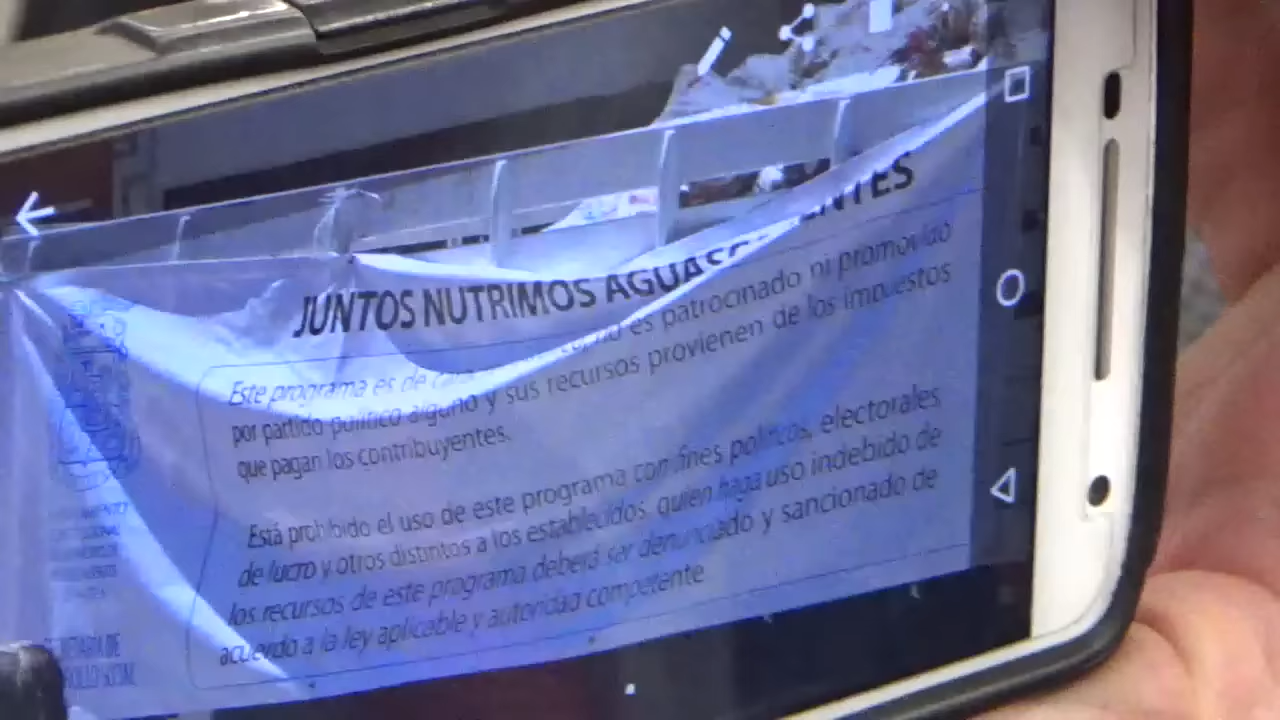 JUNTOS NUTRIMOS AGUASC ENTES
Este programa es de es patrocinado ni promovido
por partido político alguno y sus recursos provienen de los impuestos
que pagan los contribuyentes.
Está prohibido el uso de este programa con fines políticos, electorales
de lucro y otros distintos a los establecidos, quien haga uso indebido de
los recursos de este programa deberá ser denunciado y sancionado de
acuerdo a la ley aplicable y autoridad competente